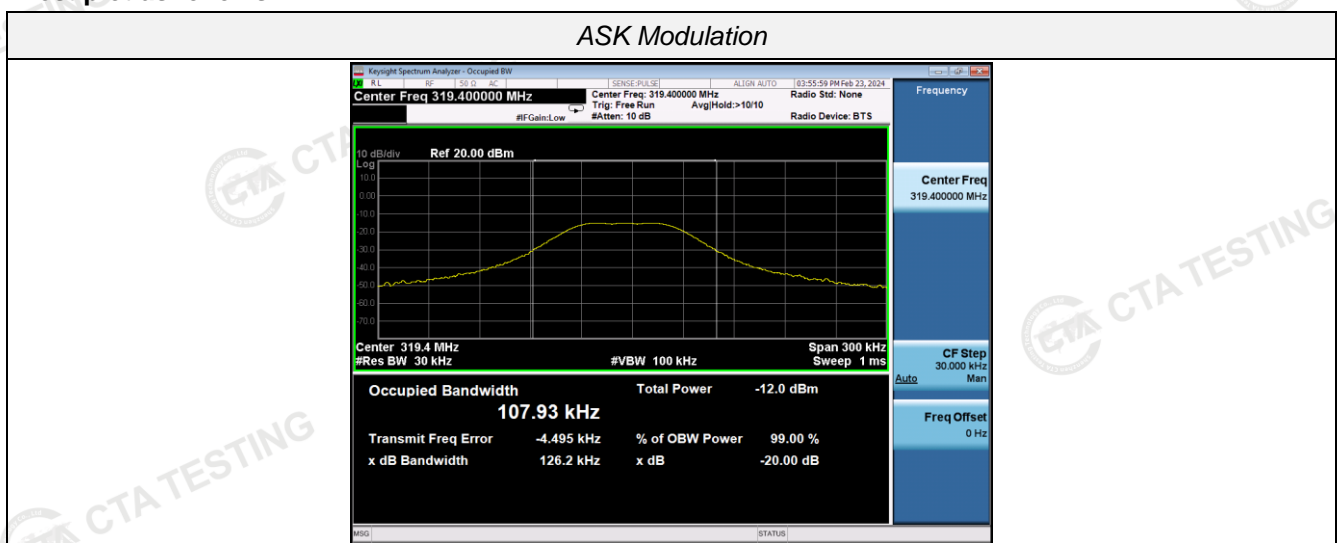 ASK Modulation
Keysight Spectrum Analyzer - Occupied BW
RL RF 50 Ω AC SENSE:PULSE ALIGN AUTO 03:55:59 PM Feb 23, 2024
Center Freq 319.400000 MHz
Center Freq: 319.400000 MHz Radio Std: None
Trig: Free Run Avg|Hold:>10/10
#IFGain:Low #Atten: 10 dB Radio Device: BTS
Frequency
10 dB/div Ref 20.00 dBm
Log
10.0
0.00
-10.0
-20.0
-30.0
-40.0
-50.0
-60.0
-70.0
Center Freq
319.400000 MHz
Center 319.4 MHz Span 300 kHz
#Res BW 30 kHz #VBW 100 kHz Sweep 1 ms
CF Step
30.000 kHz
Auto Man
Occupied Bandwidth Total Power -12.0 dBm
107.93 kHz
Transmit Freq Error -4.495 kHz % of OBW Power 99.00 %
x dB Bandwidth 126.2 kHz x dB -20.00 dB
Freq Offset
0 Hz
MSG STATUS
CTA TESTING
CTA TESTING
CTA